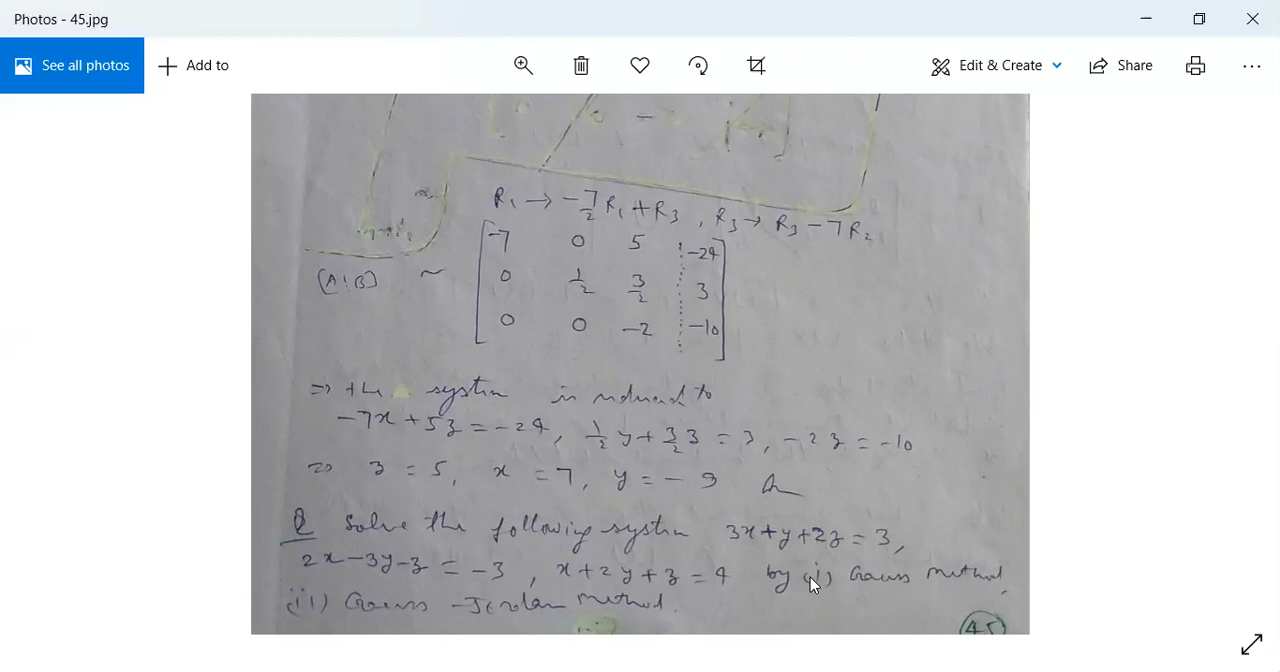 Photos - 45.jpg
See all photos
Add to
Edit & Create
Share
R₁ → -7/2 R₁ + R₃ , R₃ → R₃ - 7R₂
[A:B] ~ [ -7 0 5 : -24
0 1/2 3/2 : 3
0 0 -2 : -10 ]
⇒ the system is reduced to
-7x + 5z = -24, 1/2 y + 3/2 z = 3, -2z = -10
⇒ z = 5, x = 7, y = -9
Q Solve the following system 3x+y+2z = 3,
2x-3y-z = -3 , x+2y+z = 4 by (i) Gauss Method
(ii) Gauss - Jordan Method.
45